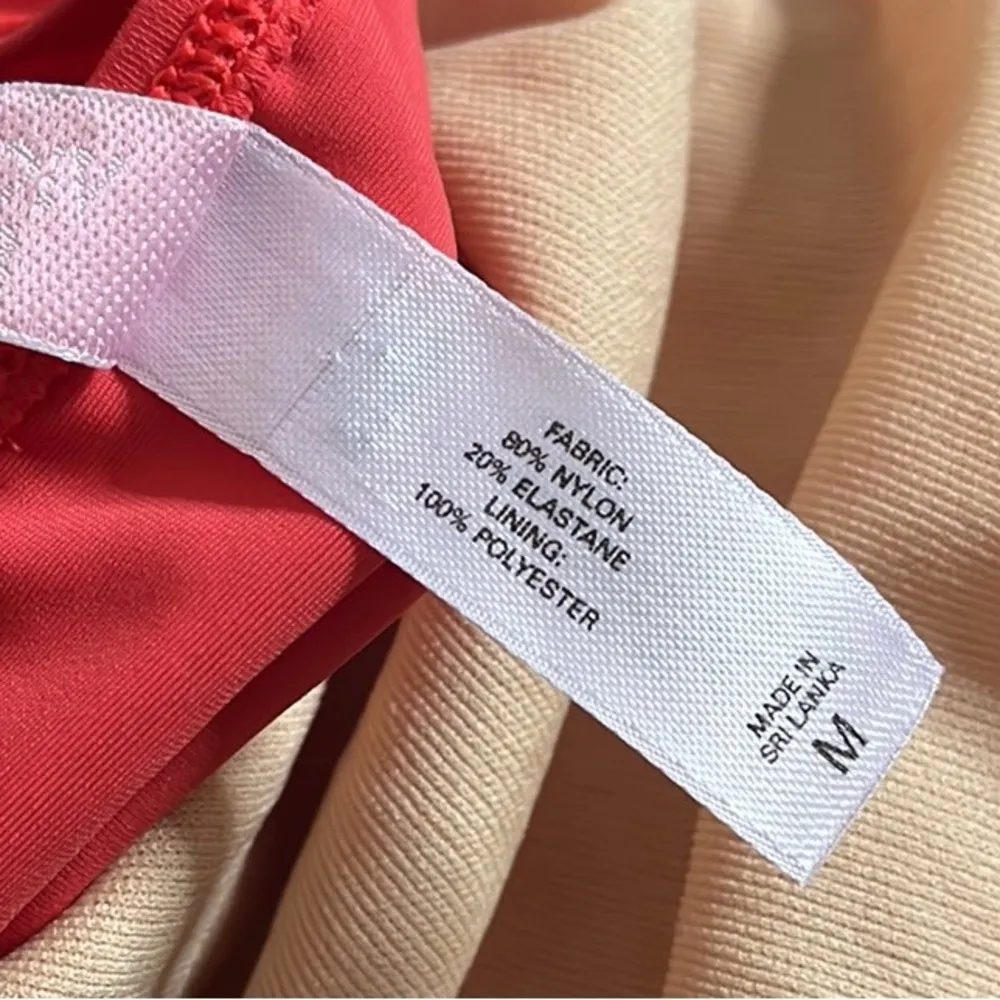 FABRIC:
80% NYLON
20% ELASTANE
LINING:
100% POLYESTER
MADE IN
SRI LANKA
M